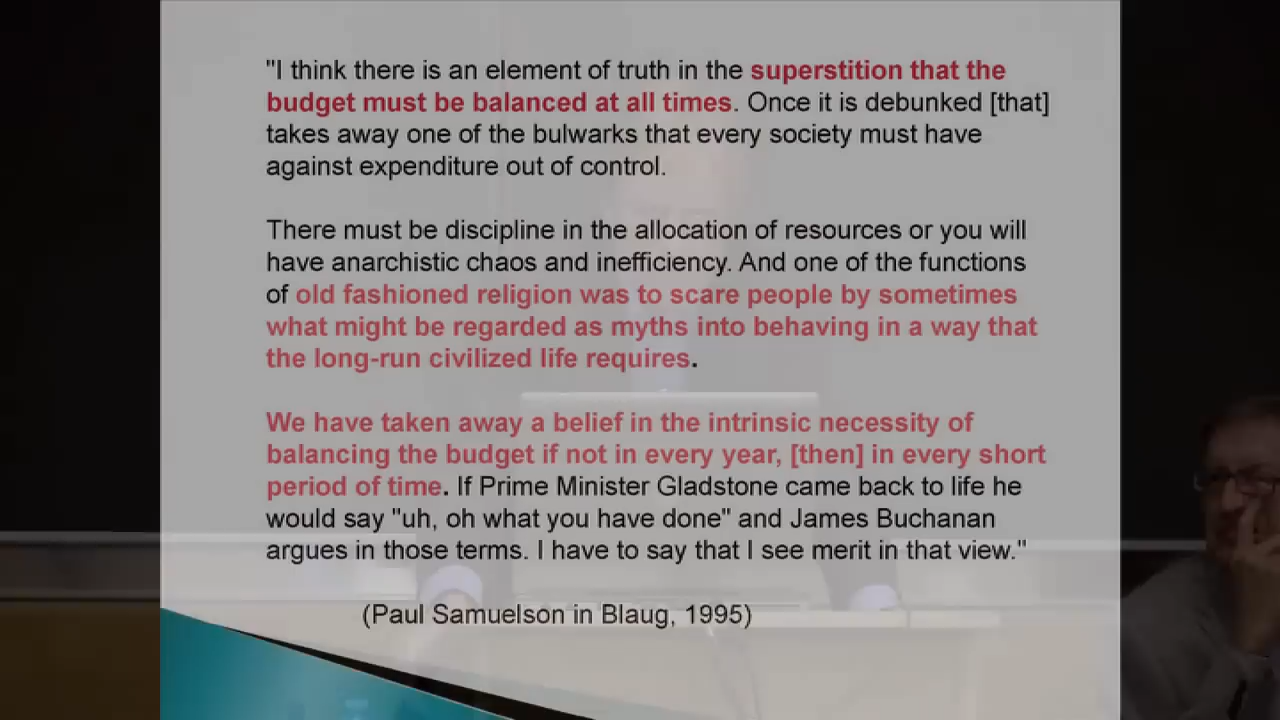 "I think there is an element of truth in the superstition that the
budget must be balanced at all times. Once it is debunked [that]
takes away one of the bulwarks that every society must have
against expenditure out of control.
There must be discipline in the allocation of resources or you will
have anarchistic chaos and inefficiency. And one of the functions
of old fashioned religion was to scare people by sometimes
what might be regarded as myths into behaving in a way that
the long-run civilized life requires.
We have taken away a belief in the intrinsic necessity of
balancing the budget if not in every year, [then] in every short
period of time. If Prime Minister Gladstone came back to life he
would say "uh, oh what you have done" and James Buchanan
argues in those terms. I have to say that I see merit in that view."
(Paul Samuelson in Blaug, 1995)